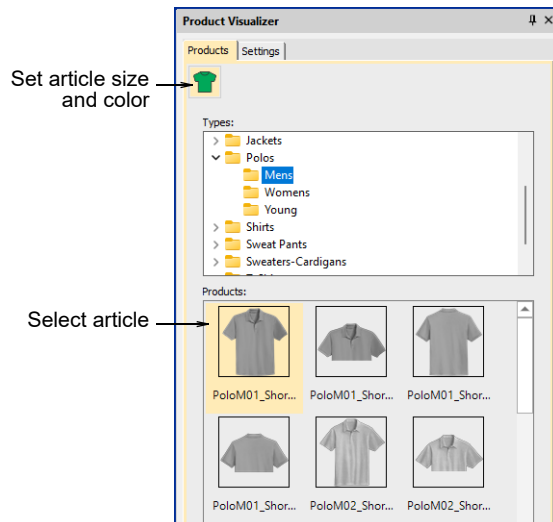 Product Visualizer
Products
Settings
Set article size
and color
Types:
Jackets
Polos
Mens
Womens
Young
Shirts
Sweat Pants
Sweaters-Cardigans
Products:
Select article
PoloM01_Shor...
PoloM01_Shor...
PoloM01_Shor...
PoloM01_Shor...
PoloM02_Shor...
PoloM02_Shor...